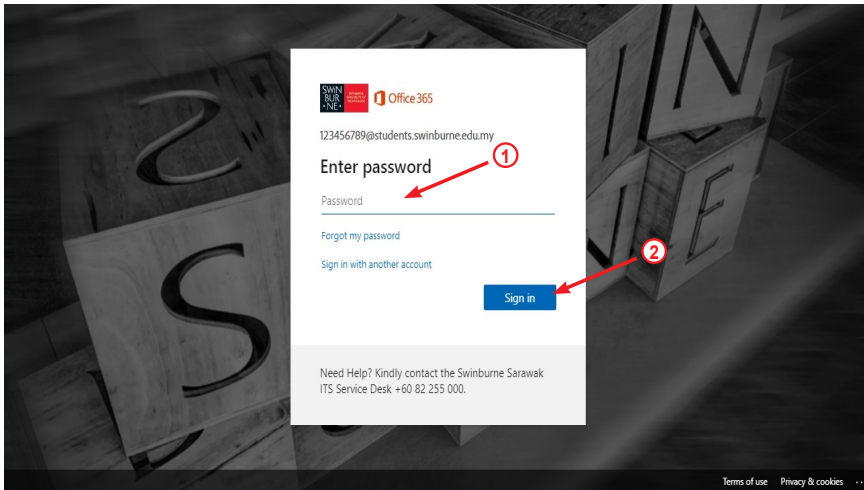 SWIN
BUR
•NE•
Office 365
123456789@students.swinburne.edu.my
Enter password
1
Password
Forgot my password
Sign in with another account
2
Sign in
Need Help? Kindly contact the Swinburne Sarawak
ITS Service Desk +60 82 255 000.
S
S
I
N
N
E
Terms of use Privacy & cookies ..